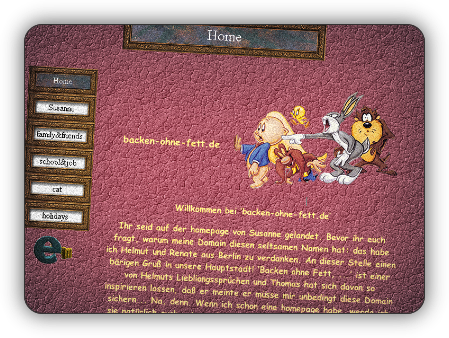 Home
Home
Susanne
family&friends
school&job
cat
holidays
backen-ohne-fett.de
Willkommen bei backen-ohne-fett.de
Ihr seid auf der homepage von Susanne gelandet. Bevor ihr euch
fragt, warum meine Domain diesen seltsamen Namen hat: das habe
ich Helmut und Renate aus Berlin zu verdanken. An dieser Stelle einen
bärigen Gruß in unsere Hauptstadt! "Backen ohne Fett, ..." ist einer
von Helmuts Lieblingssprüchen und Thomas hat sich davon so
inspirieren lassen, daß er meinte er müsse mir unbedingt diese Domain
sichern ... Na, denn. Wenn ich schon eine homepage habe, werde ich
sie natürlich